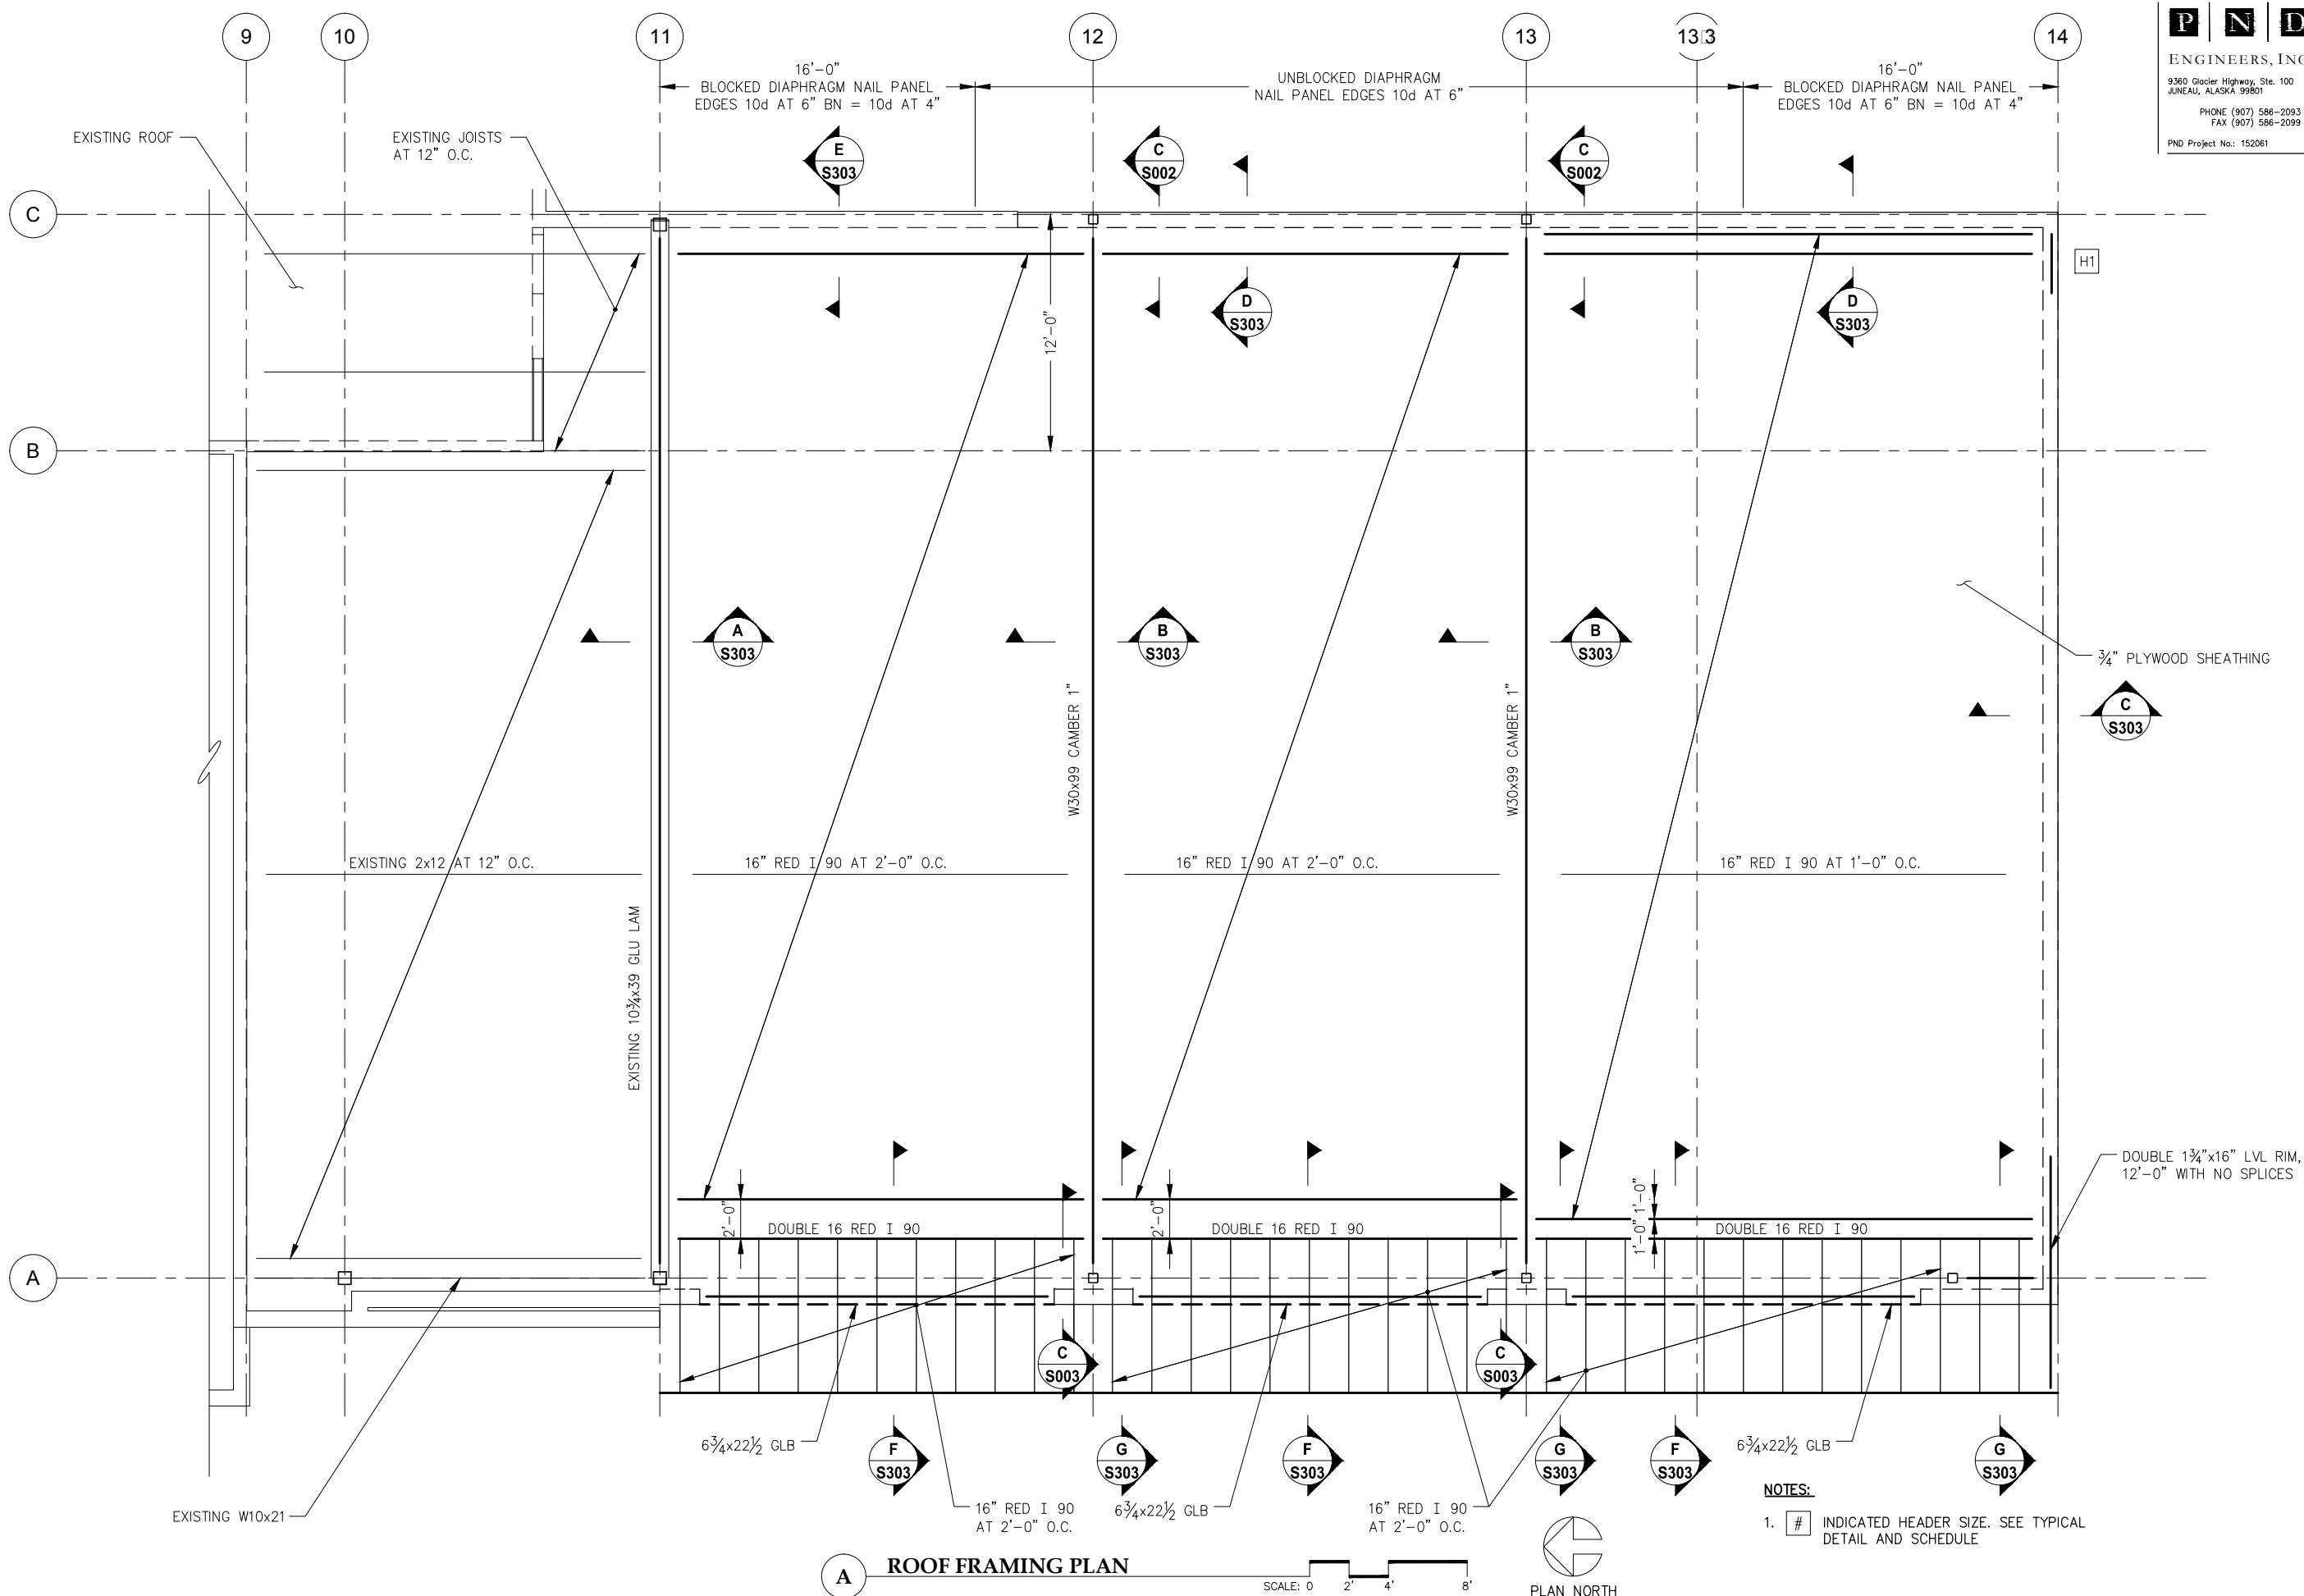 9
10
11
12
13
13 3
14
P N D
ENGINEERS, INC
9360 Glacier Highway, Ste. 100
JUNEAU, ALASKA 99801
PHONE (907) 586-2093
FAX (907) 586-2099
PND Project No.: 152061
16'-0"
BLOCKED DIAPHRAGM NAIL PANEL
EDGES 10d AT 6" BN = 10d AT 4"
UNBLOCKED DIAPHRAGM
NAIL PANEL EDGES 10d AT 6"
16'-0"
BLOCKED DIAPHRAGM NAIL PANEL
EDGES 10d AT 6" BN = 10d AT 4"
EXISTING ROOF
EXISTING JOISTS
AT 12" O.C.
E
S303
C
S002
C
S002
C
H1
D
S303
D
S303
12'-0"
B
A
S303
B
S303
B
S303
3/4" PLYWOOD SHEATHING
C
S303
W30x99 CAMBER 1"
W30x99 CAMBER 1"
EXISTING 2x12 AT 12" O.C.
16" RED I 90 AT 2'-0" O.C.
16" RED I 90 AT 2'-0" O.C.
16" RED I 90 AT 1'-0" O.C.
EXISTING 10¾x39 GLU LAM
DOUBLE 1¾"x16" LVL RIM,
12'-0" WITH NO SPLICES
2'-0"
DOUBLE 16 RED I 90
2'-0"
DOUBLE 16 RED I 90
1'-0"
1'-0"
DOUBLE 16 RED I 90
A
C
S003
C
S003
6¾x22½ GLB
F
S303
G
S303
F
S303
G
S303
F
S303
6¾x22½ GLB
G
S303
EXISTING W10x21
16" RED I 90
AT 2'-0" O.C.
6¾x22½ GLB
16" RED I 90
AT 2'-0" O.C.
NOTES:
1. # INDICATED HEADER SIZE. SEE TYPICAL
DETAIL AND SCHEDULE
A ROOF FRAMING PLAN
SCALE: 0 2' 4' 8'
PLAN NORTH